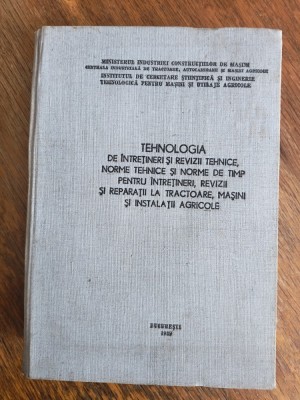 MINISTERUL INDUSTRIEI CONSTRUCȚIILOR DE MAȘINI
CENTRALA INDUSTRIALĂ DE TRACTOARE, AUTOCAMIOANE ȘI MAȘINI AGRICOLE
INSTITUTUL DE CERCETARE ȘTIINȚIFICĂ ȘI INGINERIE
TEHNOLOGICĂ PENTRU MAȘINI ȘI UTILAJE AGRICOLE
TEHNOLOGIA
DE ÎNTREȚINERI ȘI REVIZII TEHNICE,
NORME TEHNICE ȘI NORME DE TIMP
PENTRU ÎNTREȚINERI, REVIZII
ȘI REPARAȚII LA TRACTOARE, MAȘINI
ȘI INSTALAȚII AGRICOLE
BUCUREȘTI